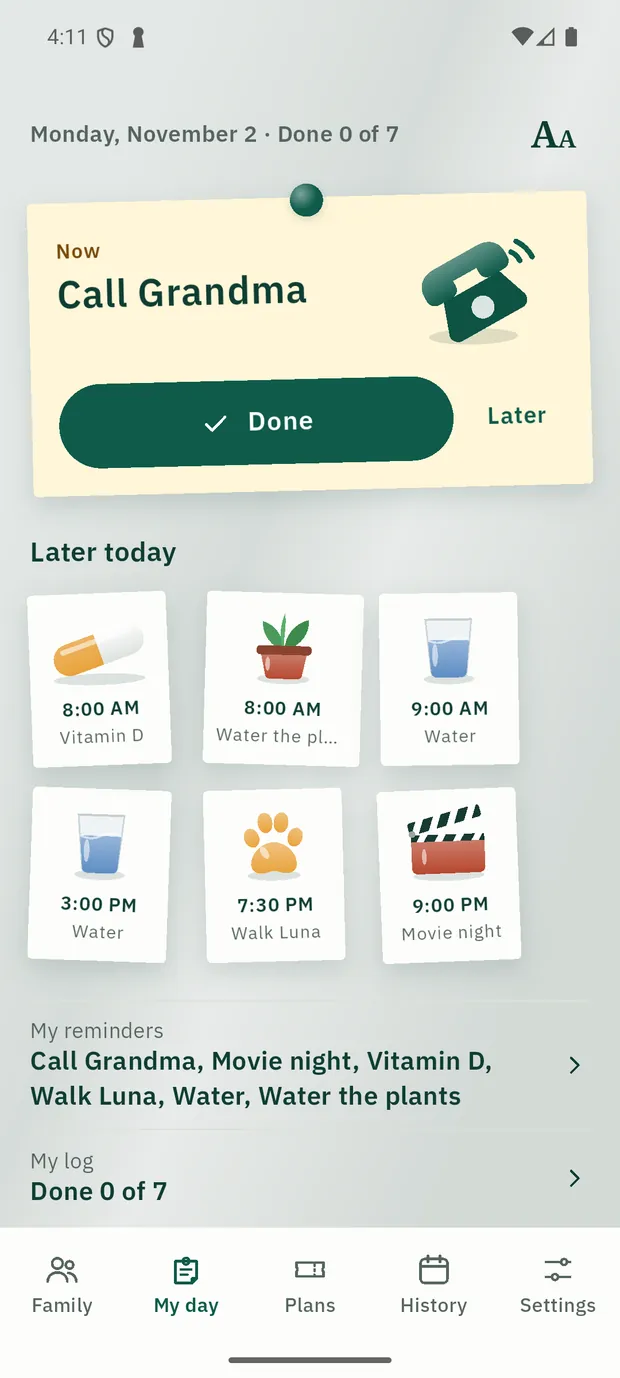 4:11
Monday, November 2 · Done 0 of 7
AA
Now
Call Grandma
Done
Later
Later today
8:00 AM
Vitamin D
8:00 AM
Water the pl...
9:00 AM
Water
3:00 PM
Water
7:30 PM
Walk Luna
9:00 PM
Movie night
My reminders
Call Grandma, Movie night, Vitamin D,
Walk Luna, Water, Water the plants
My log
Done 0 of 7
Family
My day
Plans
History
Settings